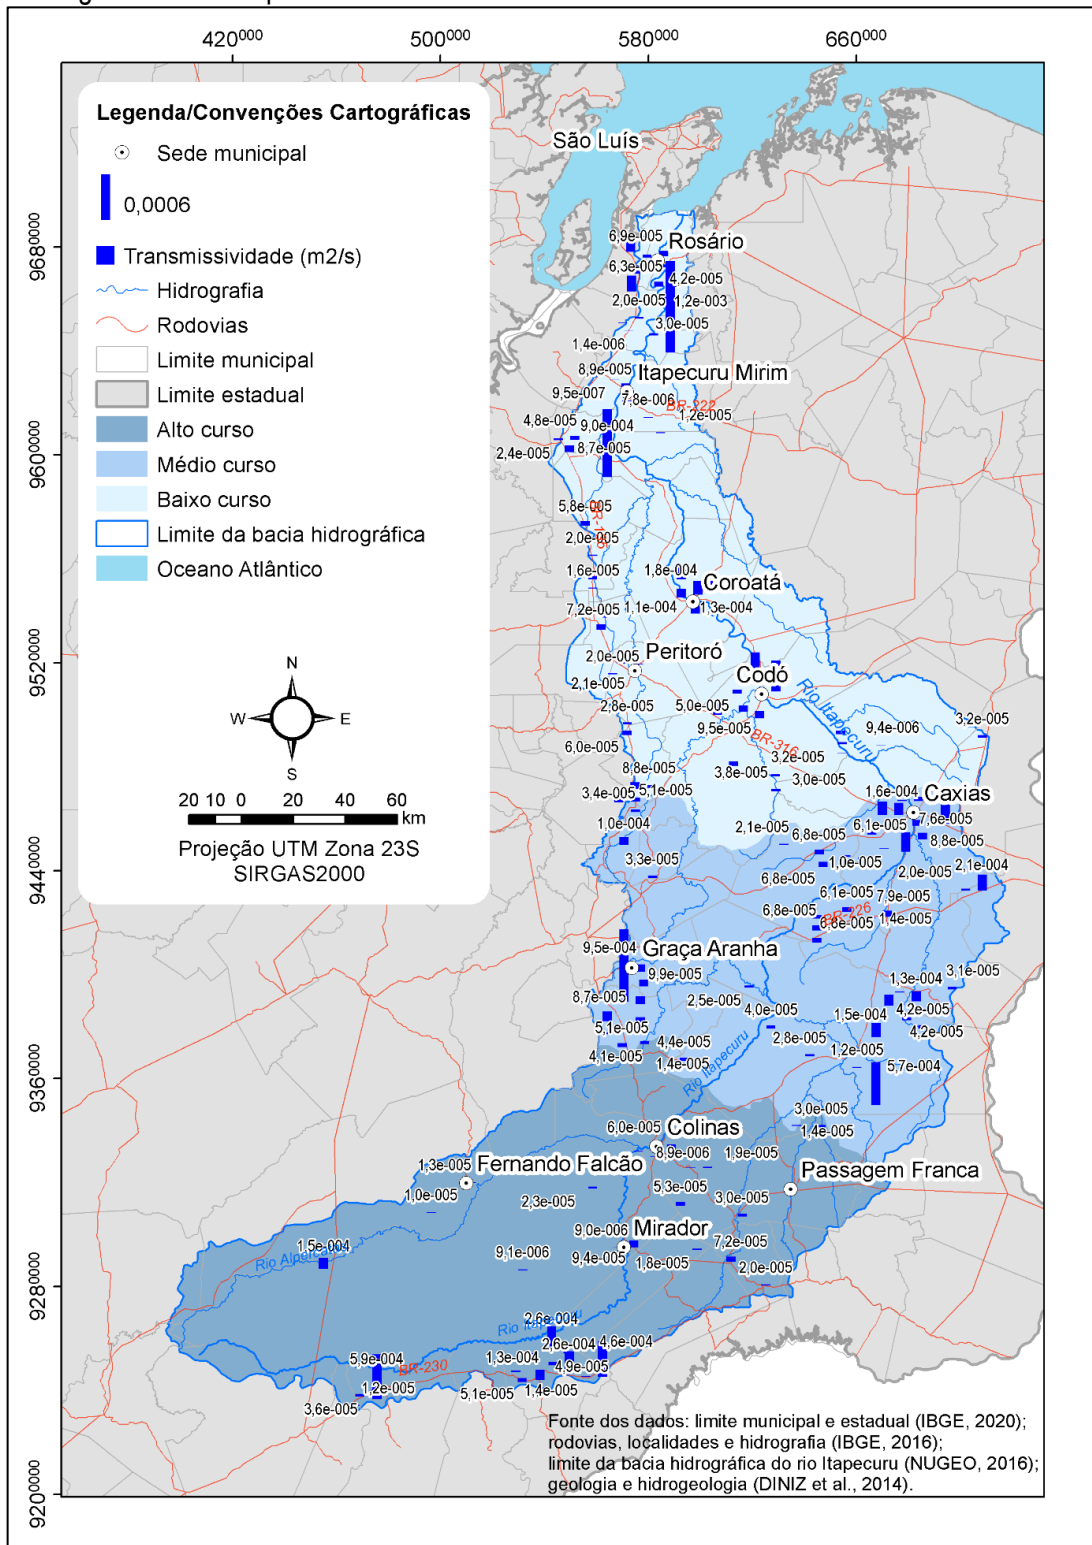 420000
500000
580000
660000
9680000
9600000
9520000
9440000
9360000
9280000
9200000
Legenda/Convenções Cartográficas
Sede municipal
0,0006
Transmissividade (m2/s)
Hidrografia
Rodovias
Limite municipal
Limite estadual
Alto curso
Médio curso
Baixo curso
Limite da bacia hidrográfica
Oceano Atlântico
N
W
E
S
20 10 0 20 40 60
km
Projeção UTM Zona 23S
SIRGAS2000
São Luís
6,9e-005
Rosário
6,3e-005
4,2e-005
2,0e-005
1,2e-003
3,0e-005
1,4e-006
8,9e-005
Itapecuru Mirim
9,5e-007
7,8e-006
BR-222
1,2e-005
4,8e-005
9,0e-004
2,4e-005
8,7e-005
5,8e-005
2,0e-005
1,6e-005
1,8e-004
Coroatá
7,2e-005
1,1e-004
1,3e-004
2,0e-005
Peritoró
2,1e-005
Codó
Rio Itapecuru
2,8e-005
5,0e-005
9,5e-005
9,4e-006
3,2e-005
6,0e-005
BR-316
3,2e-005
8,8e-005
3,8e-005
3,0e-005
3,4e-005
5,1e-005
1,6e-004
Caxias
1,0e-004
2,1e-005
6,8e-005
6,1e-005
7,6e-005
8,8e-005
3,3e-005
1,0e-005
6,8e-005
2,0e-005
2,1e-004
6,1e-005
7,9e-005
6,8e-005
BR-226
1,4e-005
6,6e-005
9,5e-004
Graça Aranha
9,9e-005
1,3e-004
3,1e-005
8,7e-005
2,5e-005
4,0e-005
1,5e-004
4,2e-005
5,1e-005
4,4e-005
2,8e-005
4,2e-005
4,1e-005
1,4e-005
1,2e-005
5,7e-004
Rio Itapecuru
3,0e-005
6,0e-005
Colinas
1,4e-005
8,9e-006
1,9e-005
1,3e-005
Fernando Falcão
Passagem Franca
1,0e-005
2,3e-005
5,3e-005
3,0e-005
9,0e-006
Mirador
1,5e-004
9,1e-006
9,4e-005
1,8e-005
7,2e-005
2,0e-005
2,6e-004
5,9e-004
BR-230
1,3e-004
2,6e-004
4,6e-004
1,2e-005
4,9e-005
3,6e-005
5,1e-005
1,4e-005
Fonte dos dados: limite municipal e estadual (IBGE, 2020);
rodovias, localidades e hidrografia (IBGE, 2016);
limite da bacia hidrográfica do rio Itapecuru (NUGEO, 2016);
geologia e hidrogeologia (DINIZ et al., 2014).